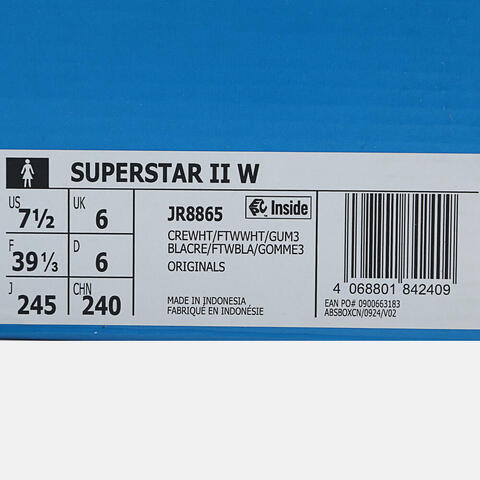 SUPERSTAR II W
US 7½ UK 6
F 39⅓ D 6
J 245 CHN 240
JR8865 Inside
CREWHT/FTWWHT/GUM3
BLACRE/FTWBLA/GOMME3
ORIGINALS
MADE IN INDONESIA
FABRIQUÉ EN INDONÉSIE
4 068801 842409
EAN PO# 0900663183
ABSBOXCN/0924/V02